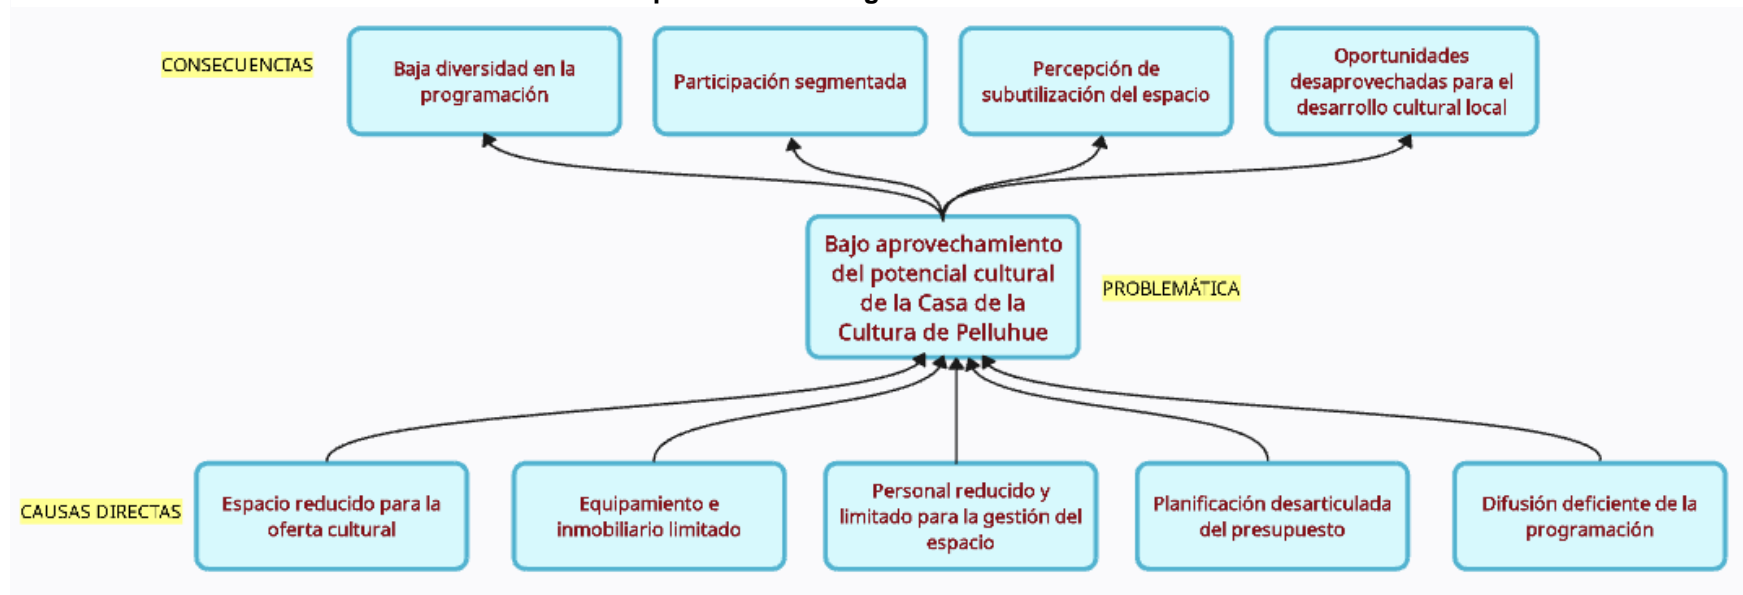 CONSECUENCIAS
Baja diversidad en la
programación
Participación segmentada
Percepción de
subutilización del espacio
Oportunidades
desaprovechadas para el
desarrollo cultural local
Bajo aprovechamiento
del potencial cultural
de la Casa de la
Cultura de Pelluhue
PROBLEMÁTICA
CAUSAS DIRECTAS
Espacio reducido para la
oferta cultural
Equipamiento e
inmobiliario limitado
Personal reducido y
limitado para la gestión del
espacio
Planificación desarticulada
del presupuesto
Difusión deficiente de la
programación